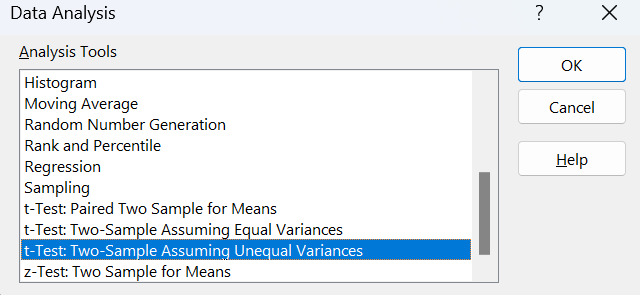 Data Analysis
?
Analysis Tools
Histogram
Moving Average
Random Number Generation
Rank and Percentile
Regression
Sampling
t-Test: Paired Two Sample for Means
t-Test: Two-Sample Assuming Equal Variances
t-Test: Two-Sample Assuming Unequal Variances
z-Test: Two Sample for Means
OK
Cancel
Help